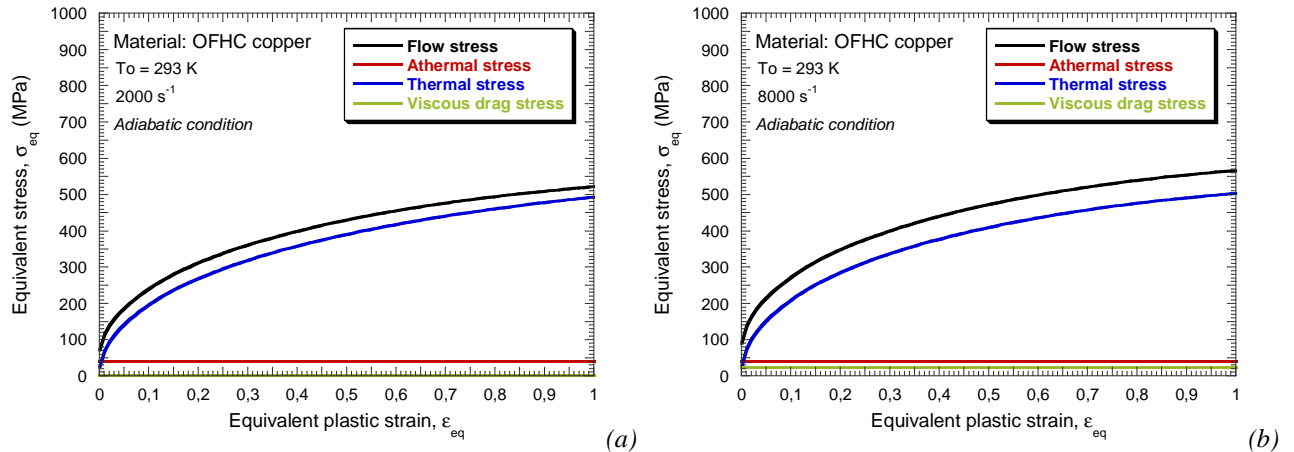 1000
900
800
700
600
500
400
300
200
100
0
Equivalent stress, σeq (MPa)
Material: OFHC copper
To = 293 K
2000 s-1
Adiabatic condition
Flow stress
Athermal stress
Thermal stress
Viscous drag stress
0 0,1 0,2 0,3 0,4 0,5 0,6 0,7 0,8 0,9 1
Equivalent plastic strain, εeq
(a)
1000
900
800
700
600
500
400
300
200
100
0
Equivalent stress, σeq (MPa)
Material: OFHC copper
To = 293 K
8000 s-1
Adiabatic condition
Flow stress
Athermal stress
Thermal stress
Viscous drag stress
0 0,1 0,2 0,3 0,4 0,5 0,6 0,7 0,8 0,9 1
Equivalent plastic strain, εeq
(b)